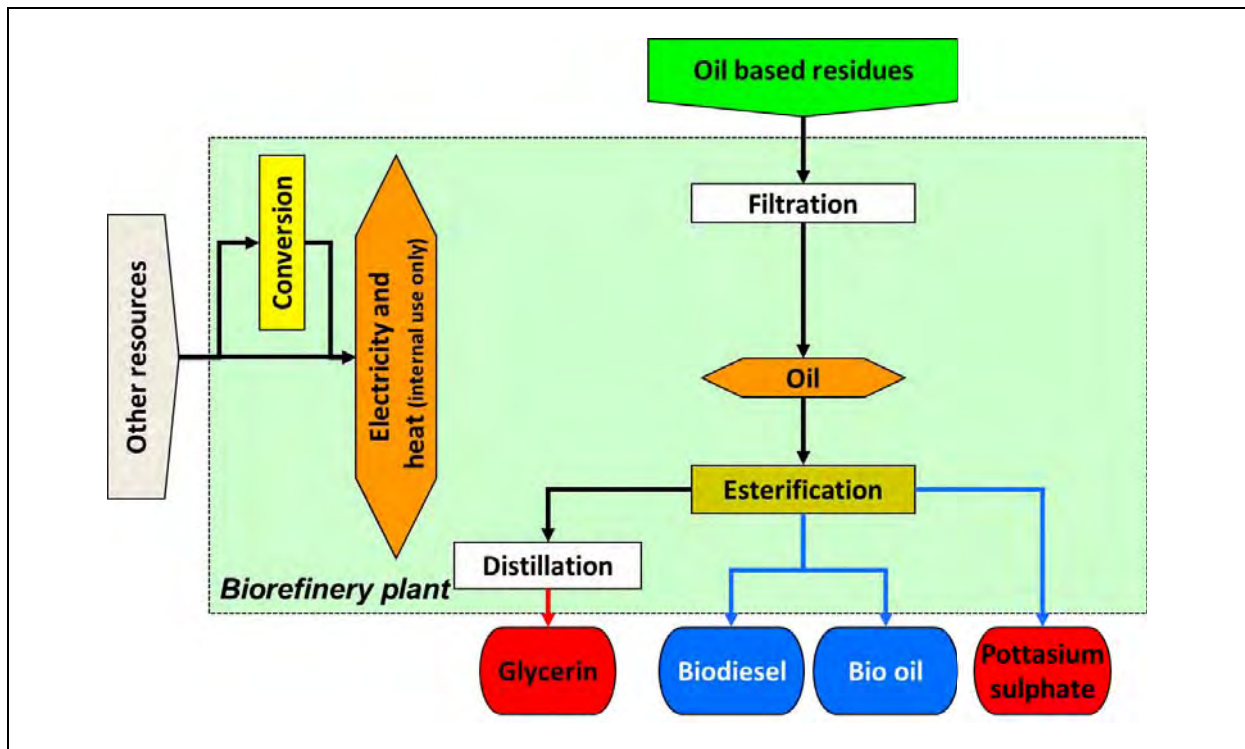 Oil based residues
Filtration
Conversion
Electricity and
heat (internal use only)
Other resources
Oil
Esterification
Distillation
Biorefinery plant
Glycerin
Biodiesel
Bio oil
Pottasium
sulphate